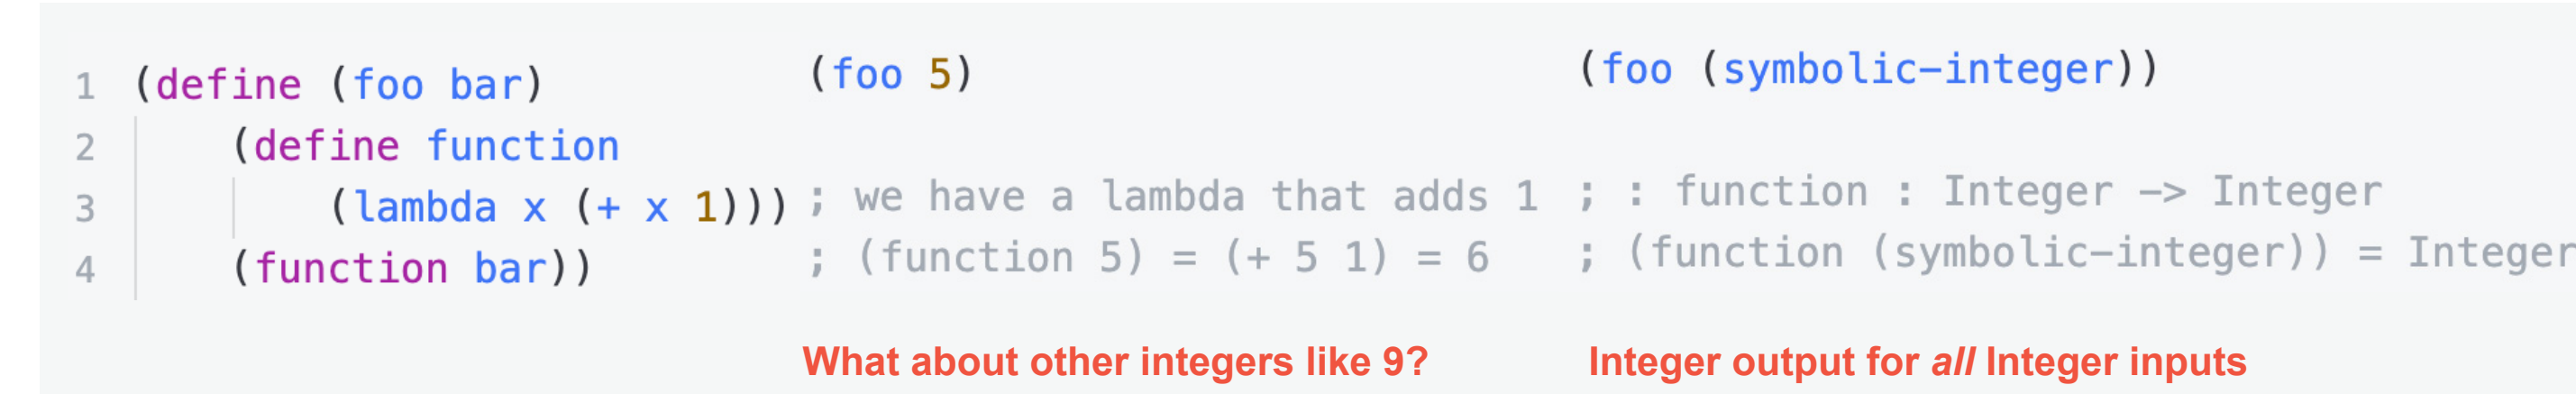 1 (define (foo bar)
2 (define function
3 (lambda x (+ x 1)))
4 (function bar))
(foo 5)
; we have a lambda that adds 1
; (function 5) = (+ 5 1) = 6
What about other integers like 9?
(foo (symbolic-integer))
; : function : Integer -> Integer
; (function (symbolic-integer)) = Integer
Integer output for all Integer inputs